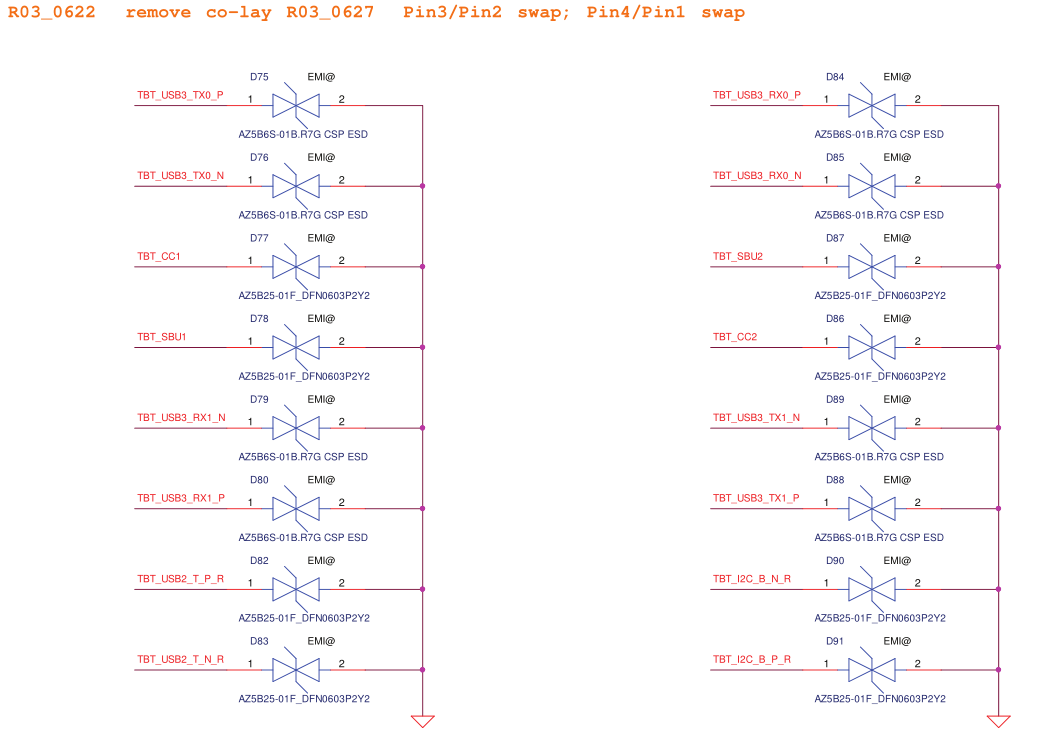 R03_0622 remove co-lay R03_0627 Pin3/Pin2 swap; Pin4/Pin1 swap
D75 EMI@
TBT_USB3_TX0_P 1 2
AZ5B6S-01B.R7G CSP ESD
D76 EMI@
TBT_USB3_TX0_N 1 2
AZ5B6S-01B.R7G CSP ESD
D77 EMI@
TBT_CC1 1 2
AZ5B25-01F_DFN0603P2Y2
D78 EMI@
TBT_SBU1 1 2
AZ5B25-01F_DFN0603P2Y2
D79 EMI@
TBT_USB3_RX1_N 1 2
AZ5B6S-01B.R7G CSP ESD
D80 EMI@
TBT_USB3_RX1_P 1 2
AZ5B6S-01B.R7G CSP ESD
D82 EMI@
TBT_USB2_T_P_R 1 2
AZ5B25-01F_DFN0603P2Y2
D83 EMI@
TBT_USB2_T_N_R 1 2
AZ5B25-01F_DFN0603P2Y2
D84 EMI@
TBT_USB3_RX0_P 1 2
AZ5B6S-01B.R7G CSP ESD
D85 EMI@
TBT_USB3_RX0_N 1 2
AZ5B6S-01B.R7G CSP ESD
D87 EMI@
TBT_SBU2 1 2
AZ5B25-01F_DFN0603P2Y2
D86 EMI@
TBT_CC2 1 2
AZ5B25-01F_DFN0603P2Y2
D89 EMI@
TBT_USB3_TX1_N 1 2
AZ5B6S-01B.R7G CSP ESD
D88 EMI@
TBT_USB3_TX1_P 1 2
AZ5B6S-01B.R7G CSP ESD
D90 EMI@
TBT_I2C_B_N_R 1 2
AZ5B25-01F_DFN0603P2Y2
D91 EMI@
TBT_I2C_B_P_R 1 2
AZ5B25-01F_DFN0603P2Y2